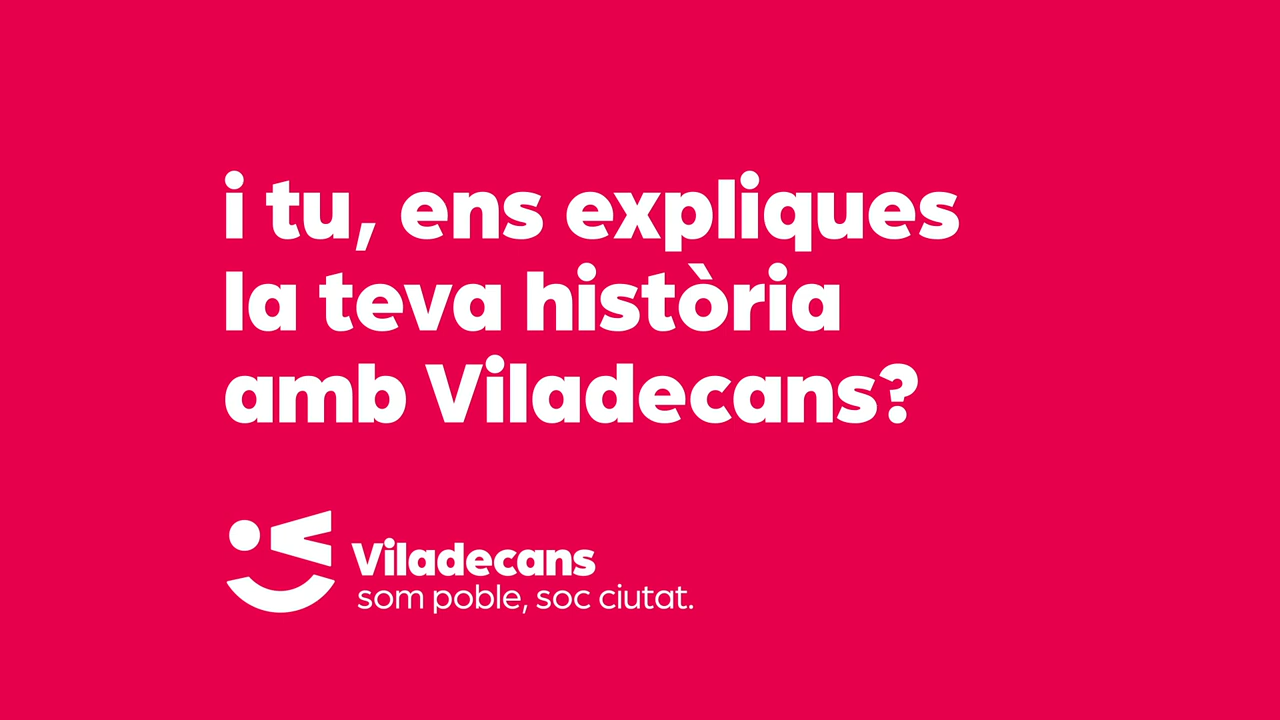 i tu, ens expliques
la teva història
amb Viladecans?
Viladecans
som poble, soc ciutat.